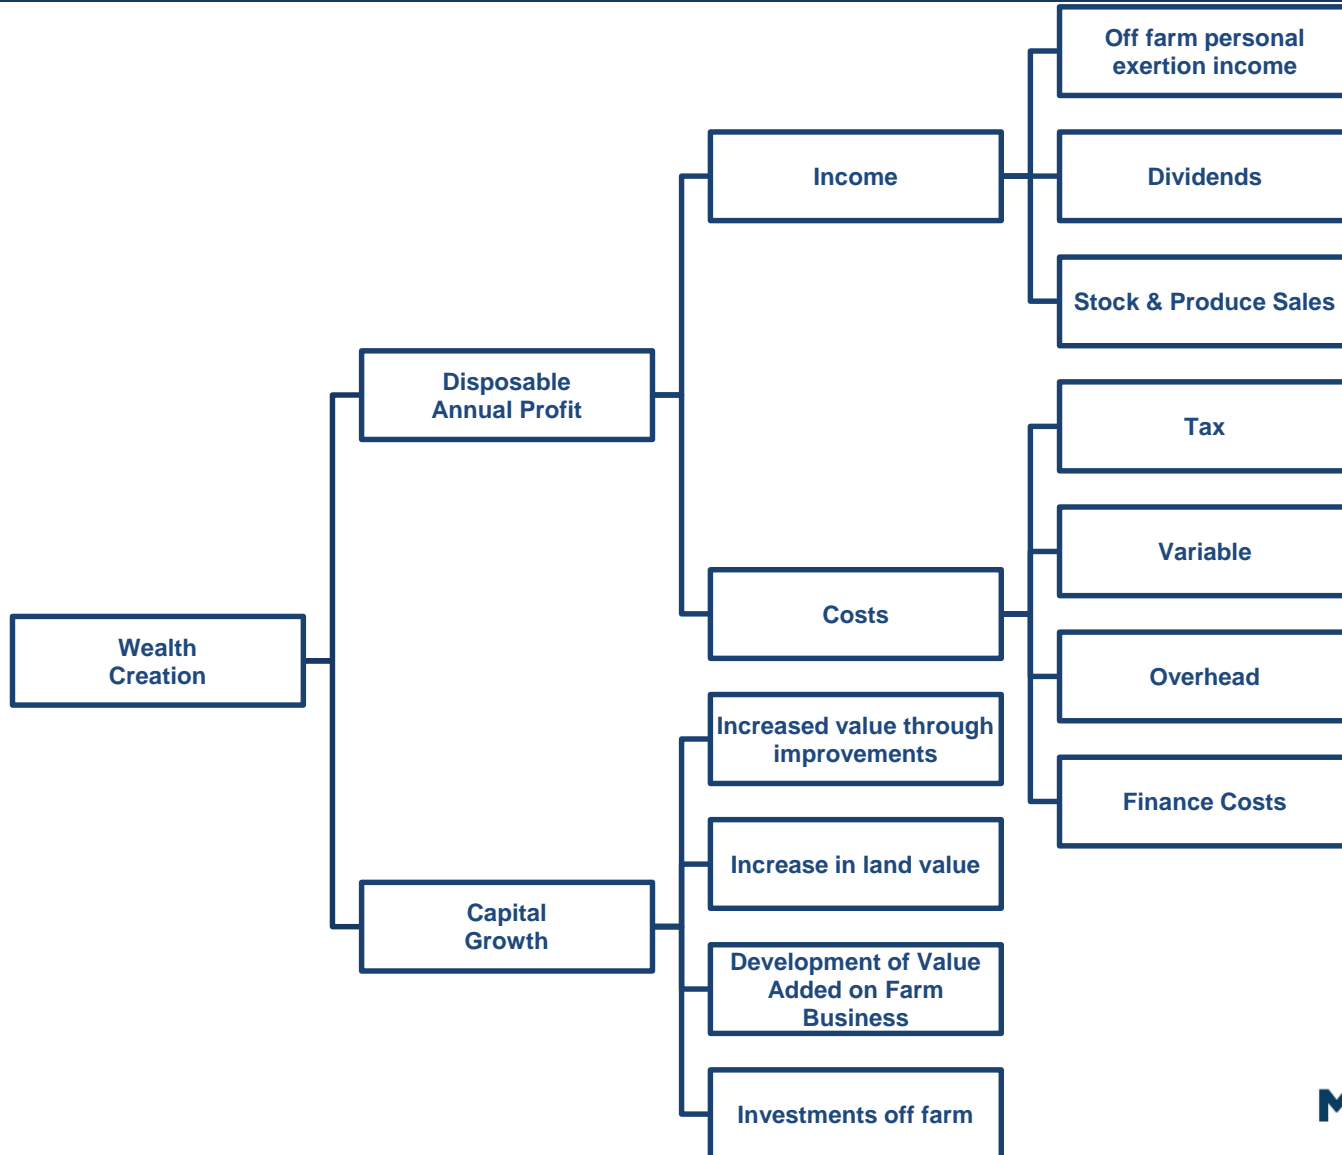 Off farm personal
exertion income
Income
Dividends
Stock & Produce Sales
Disposable
Annual Profit
Tax
Variable
Costs
Wealth
Creation
Overhead
Increased value through
improvements
Finance Costs
Increase in land value
Capital
Growth
Development of Value
Added on Farm
Business
Investments off farm
M